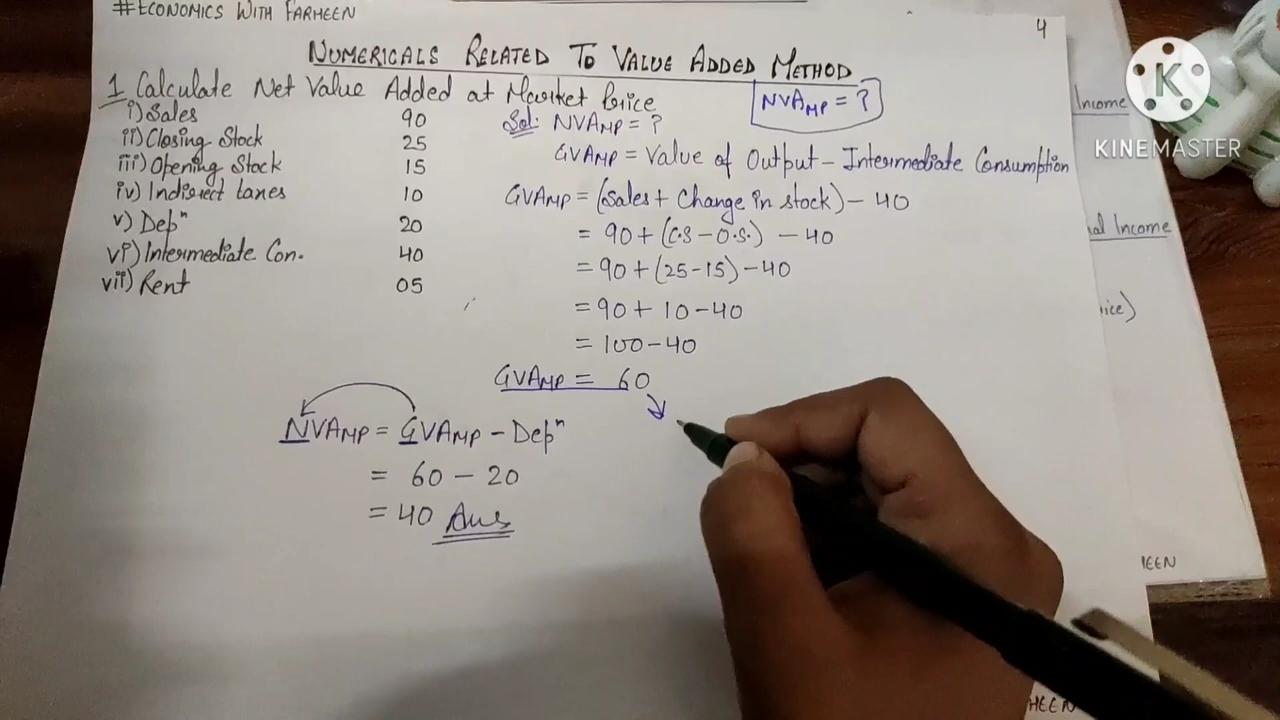 #ECONOMICS WITH FARHEEN
4
NUMERICALS RELATED TO VALUE ADDED METHOD
1 Calculate Net Value Added at Market Price
NVAMP = ?
i) Sales 90
ii) Closing Stock 25
iii) Opening Stock 15
iv) Indirect taxes 10
v) Depⁿ 20
vi) Intermediate Con. 40
vii) Rent 05
Sol: NVAMP = ?
GVAMP = Value of Output - Intermediate Consumption
GVAMP = (Sales + Change in stock) - 40
= 90 + (C.S - O.S.) - 40
= 90 + (25 - 15) - 40
= 90 + 10 - 40
= 100 - 40
GVAMP = 60
NVAMP = GVAMP - Depⁿ
= 60 - 20
= 40 Ans
K
KINEMASTER
Income
Income
EEN
HEEN